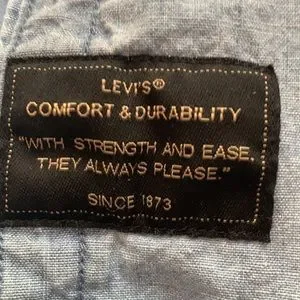 LEVI'S®
COMFORT & DURABILITY
"WITH STRENGTH AND EASE,
THEY ALWAYS PLEASE."
SINCE 1873